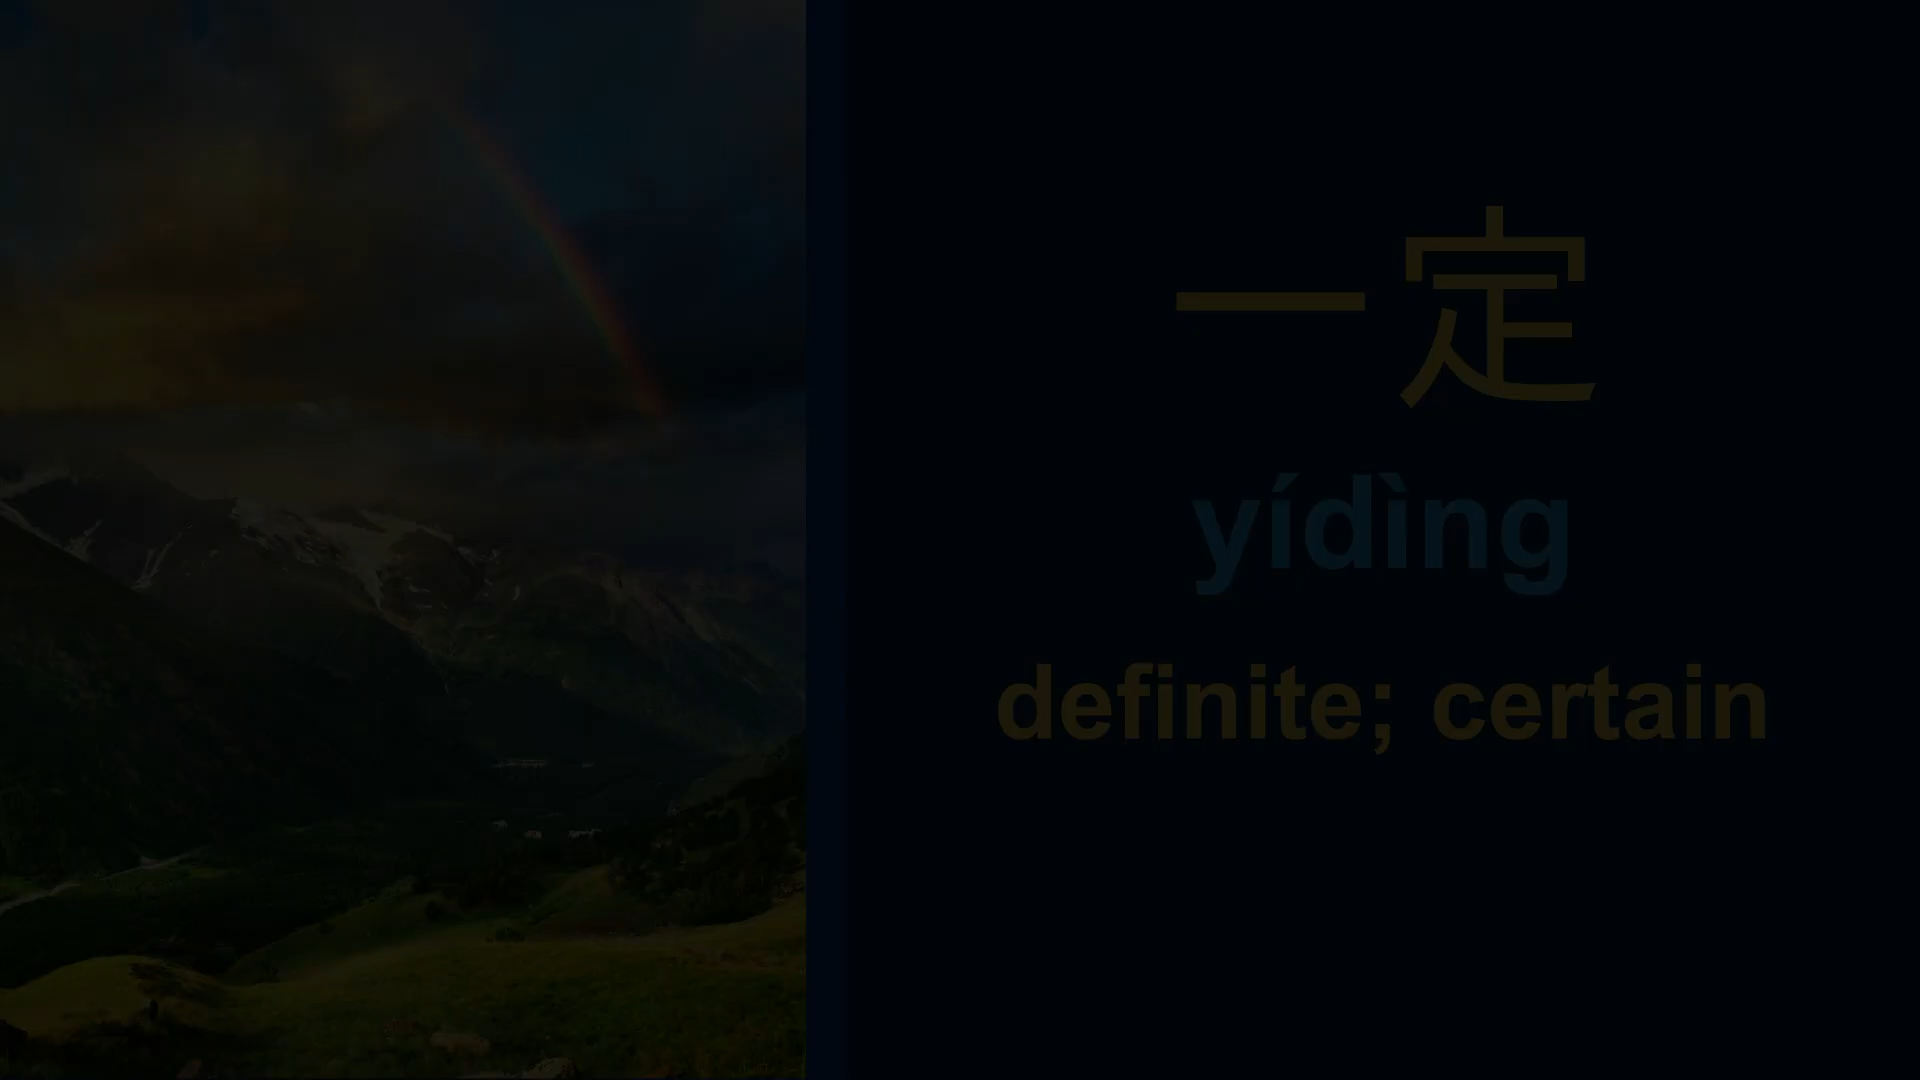 一定
yídìng
definite; certain